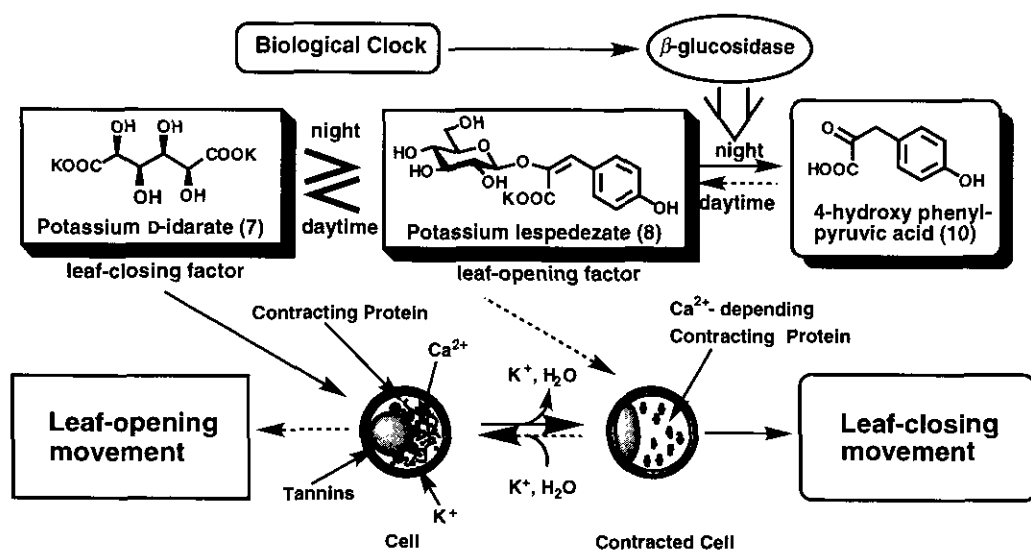 Biological Clock
β-glucosidase
OH OH
KOOC COOK
OH OH
Potassium D-idarate (7)
leaf-closing factor
night
daytime
OH
HO
HO
OH
O
O
KOOC
OH
Potassium lespedezate (8)
leaf-opening factor
night
daytime
O
HOOC
OH
4-hydroxy phenyl-
pyruvic acid (10)
Contracting Protein
Ca2+
K+, H2O
Ca2+- depending
Contracting Protein
Leaf-opening
movement
Tannins
K+
Cell
K+, H2O
Contracted Cell
Leaf-closing
movement